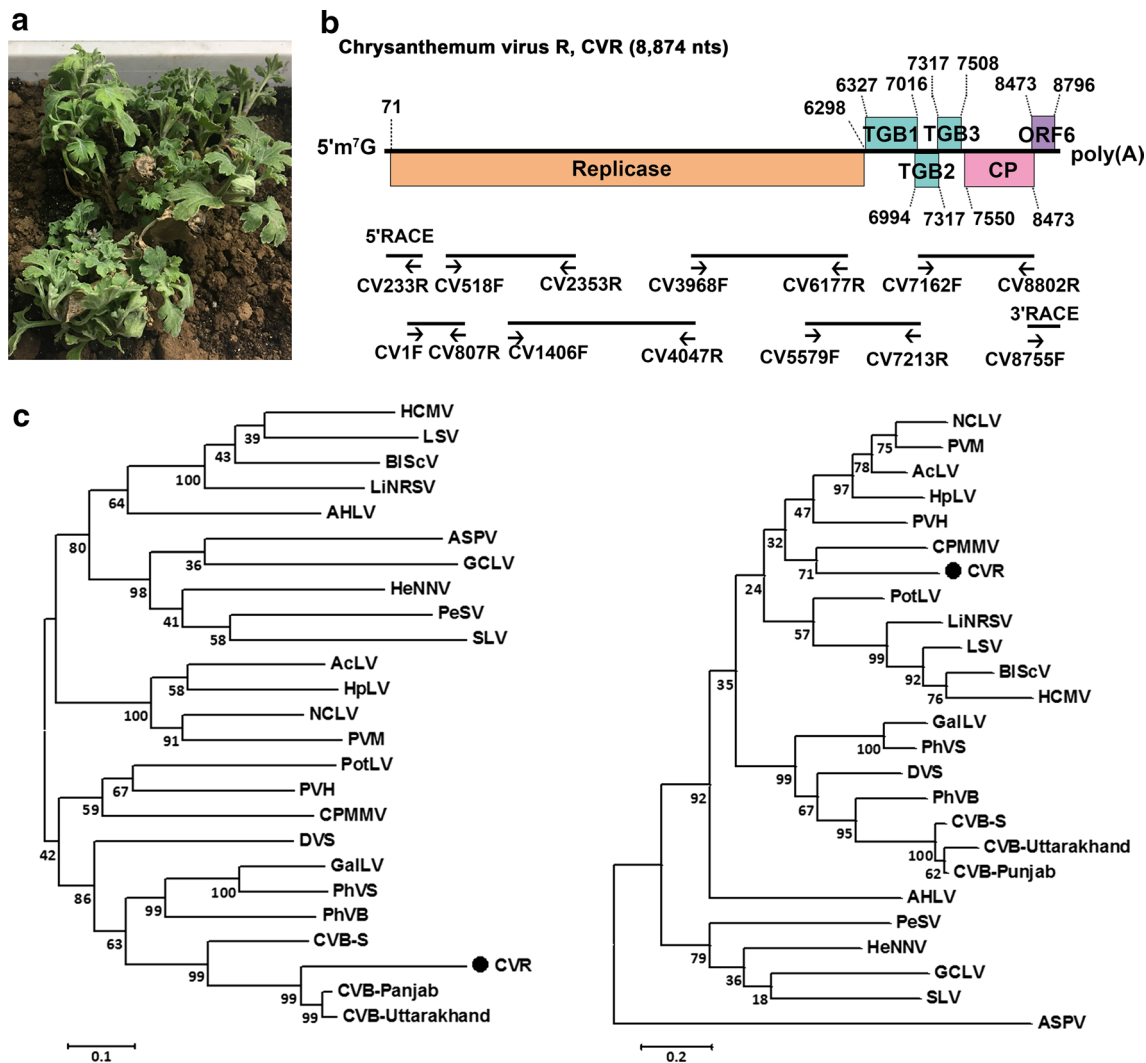 a
b
Chrysanthemum virus R, CVR (8,874 nts)
7317 7508
6327 7016 8473 8796
71 6298
5'm⁷G TGB1 TGB3 ORF6 poly(A)
Replicase TGB2 CP
6994 7317 7550 8473
5'RACE
CV233R CV518F CV2353R CV3968F CV6177R CV7162F CV8802R
3'RACE
CV1F CV807R CV1406F CV4047R CV5579F CV7213R CV8755F
c
HCMV
39 LSV
43 BlScV
100 LiNRSV
64 AHLV
80 ASPV
36 GCLV
98 HeNNV
41 PeSV
58 SLV
AcLV
58 HpLV
100 NCLV
91 PVM
PotLV
67 PVH
59 CPMMV
42 DVS
86 GalLV
100 PhVS
99 PhVB
63 CVB-S
99 CVR
99 CVB-Panjab
99 CVB-Uttarakhand
0.1
NCLV
75 PVM
78 AcLV
97 HpLV
47 PVH
32 CPMMV
71 CVR
24 PotLV
57 LiNRSV
99 LSV
92 BlScV
76 HCMV
35 GalLV
100 PhVS
99 DVS
67 PhVB
95 CVB-S
100 CVB-Uttarakhand
62 CVB-Punjab
92 AHLV
PeSV
79 HeNNV
36 GCLV
18 SLV
ASPV
0.2